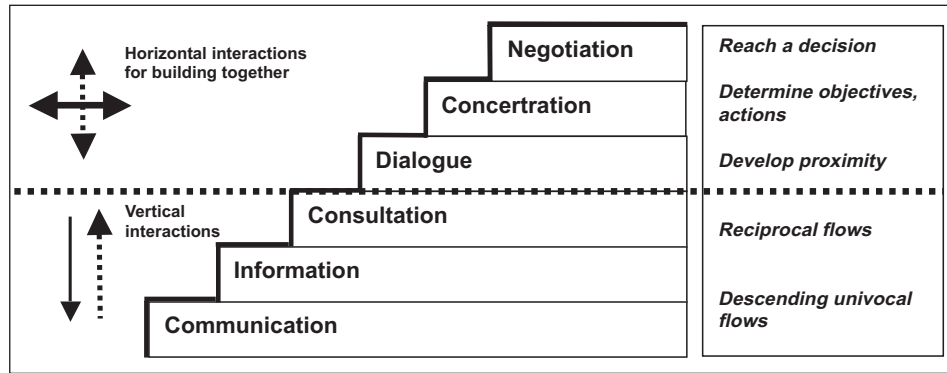 Horizontal interactions
for building together
Negotiation
Reach a decision
Concertration
Determine objectives,
actions
Dialogue
Develop proximity
Vertical
interactions
Consultation
Reciprocal flows
Information
Communication
Descending univocal
flows